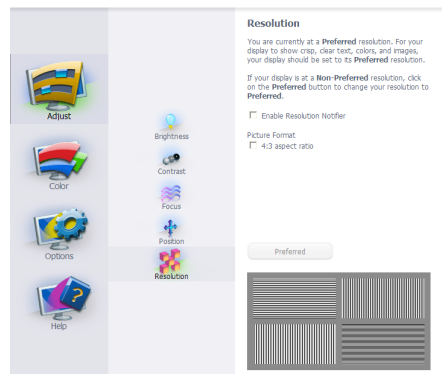 Adjust
Color
Options
Help
Brightness
Contrast
Focus
Position
Resolution
Resolution
You are currently at a Preferred resolution. For your
display to show crisp, clear text, colors, and images,
your display should be set to its Preferred resolution.
If your display is at a Non-Preferred resolution, click
on the Preferred button to change your resolution to
Preferred.
Enable Resolution Notifier
Picture Format
4:3 aspect ratio
Preferred